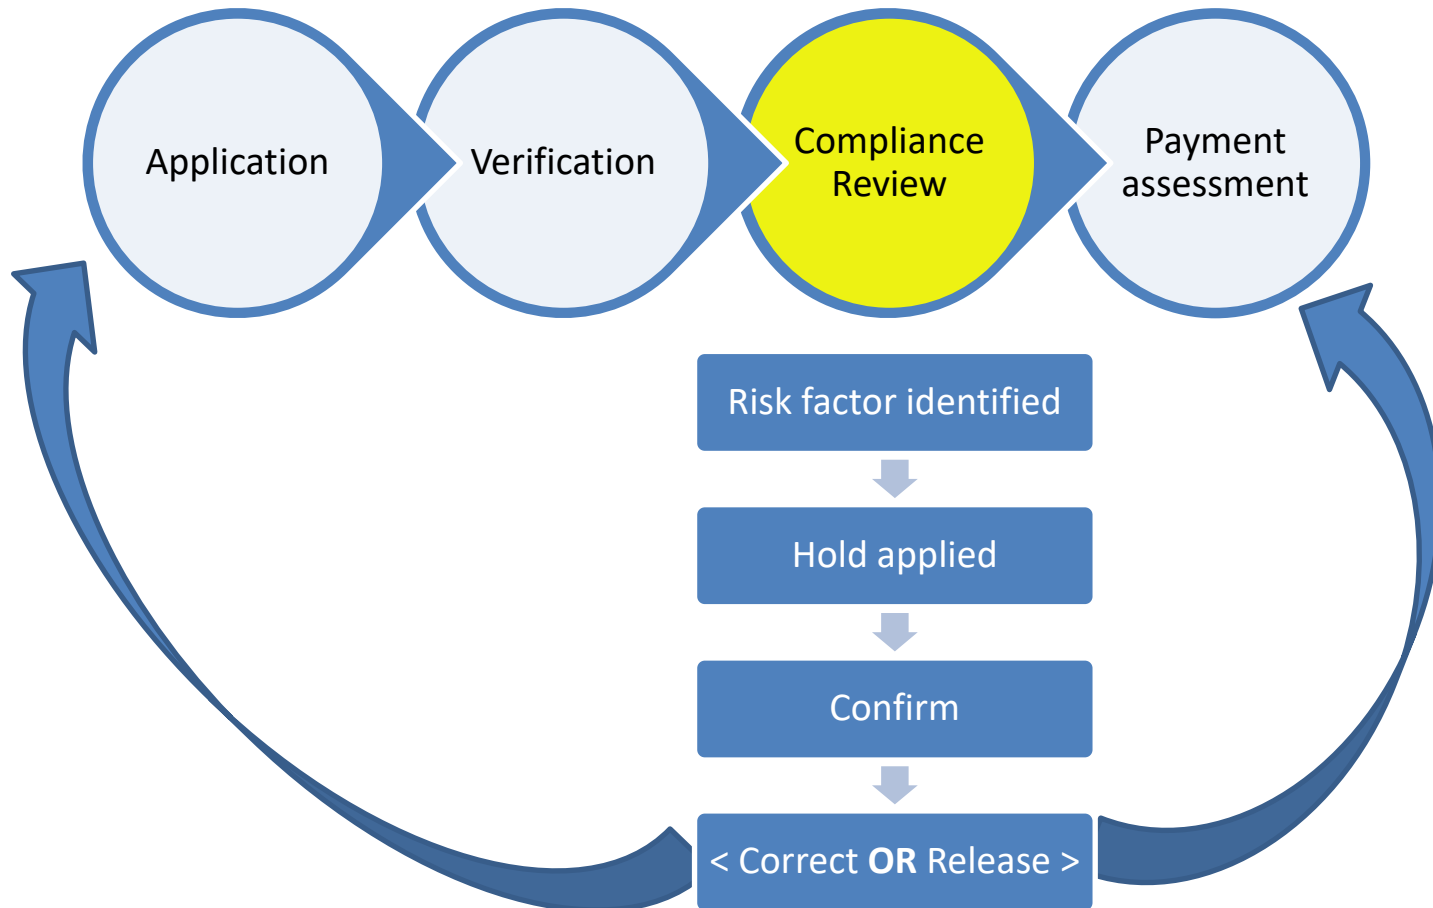 Application
Verification
Compliance
Review
Payment
assessment
Risk factor identified
Hold applied
Confirm
< Correct OR Release >